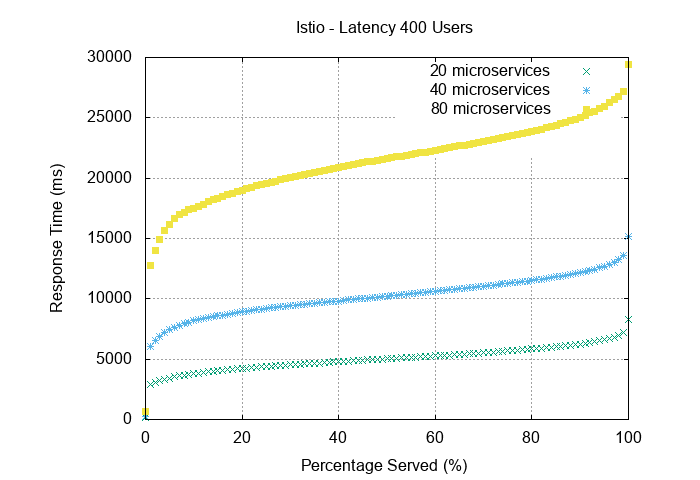 Istio - Latency 400 Users
30000
25000
20000
15000
10000
5000
0
Response Time (ms)
20 microservices
40 microservices
80 microservices
0 20 40 60 80 100
Percentage Served (%)